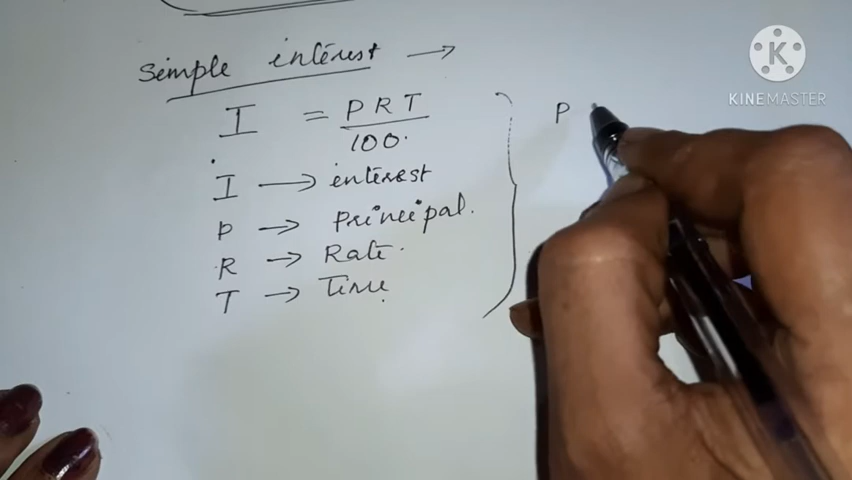 Simple interest →
I = PRT / 100.
I → interest
P → Principal.
R → Rate.
T → Time
P
K
KINEMASTER